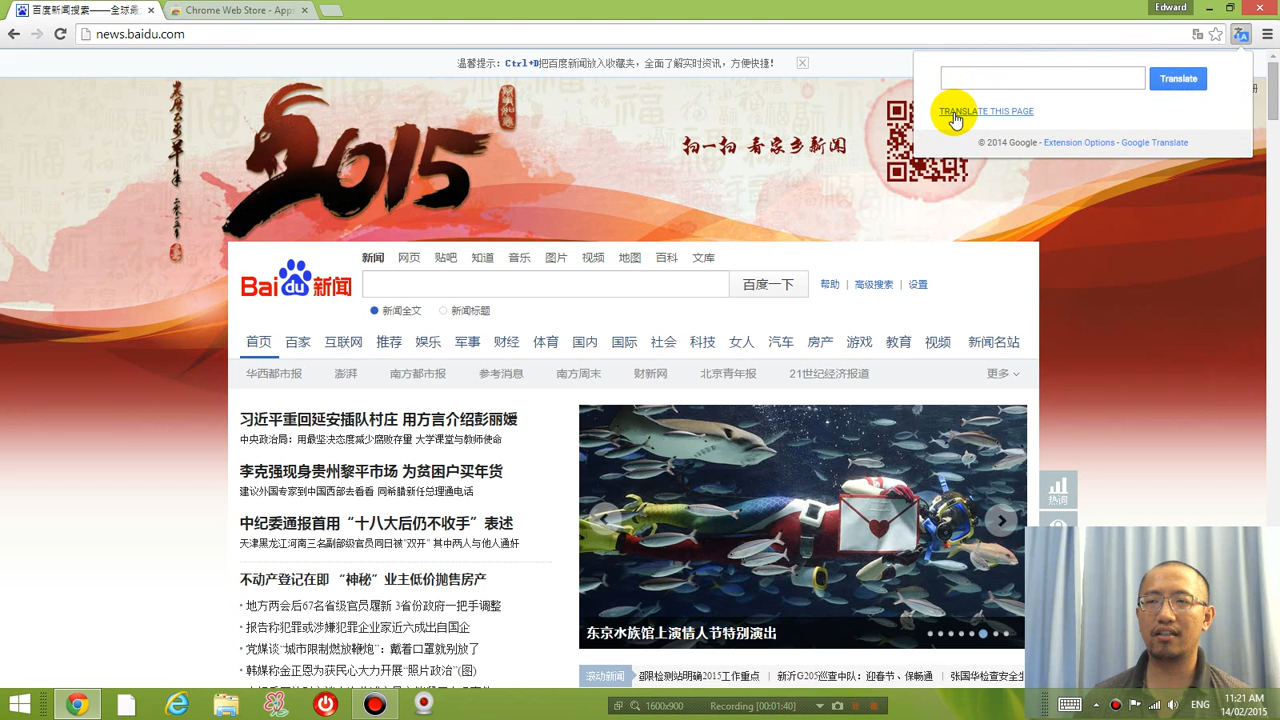 百度新闻搜索——全球最
Chrome Web Store - Apps
Edward
news.baidu.com
温馨提示：Ctrl+D把百度新闻放入收藏夹，全面了解实时资讯，方便快捷！
Translate
TRANSLATE THIS PAGE
© 2014 Google - Extension Options - Google Translate
2015
扫一扫 看家乡新闻
新闻 网页 贴吧 知道 音乐 图片 视频 地图 百科 文库
Baidu新闻
百度一下
帮助 | 高级搜索 | 设置
新闻全文 新闻标题
首页 百家 互联网 推荐 娱乐 军事 财经 体育 国内 国际 社会 科技 女人 汽车 房产 游戏 教育 视频 新闻名站
华西都市报 澎湃 南方都市报 参考消息 南方周末 财新网 北京青年报 21世纪经济报道 更多
习近平重回延安插队村庄 用方言介绍彭丽媛
中央政治局：用最坚决态度减少腐败存量 大学课堂与教师使命
李克强现身贵州黎平市场 为贫困户买年货
建议外国专家到中国西部去看看 同希腊新任总理通电话
中纪委通报首用“十八大后仍不收手”表述
天津黑龙江河南三名副部级官员同日被“双开” 其中两人与他人通奸
不动产登记在即 “神秘”业主低价抛售房产
地方两会后67名省级官员履新 3省份政府一把手调整
报告称犯罪或涉嫌犯罪企业家近六成出自国企
党媒谈“城市限制燃放鞭炮”：戴着口罩就别放了
韩媒称金正恩为获民心大力开展“照片政治”(图)
东京水族馆上演情人节特别演出
热词
滚动新闻
部限检测站明确2015工作重点 | 新沂G205巡查中队：迎春节、保畅通 | 张国华检查安全生
1600x900
Recording [00:01:40]
ENG
11:21 AM
14/02/2015